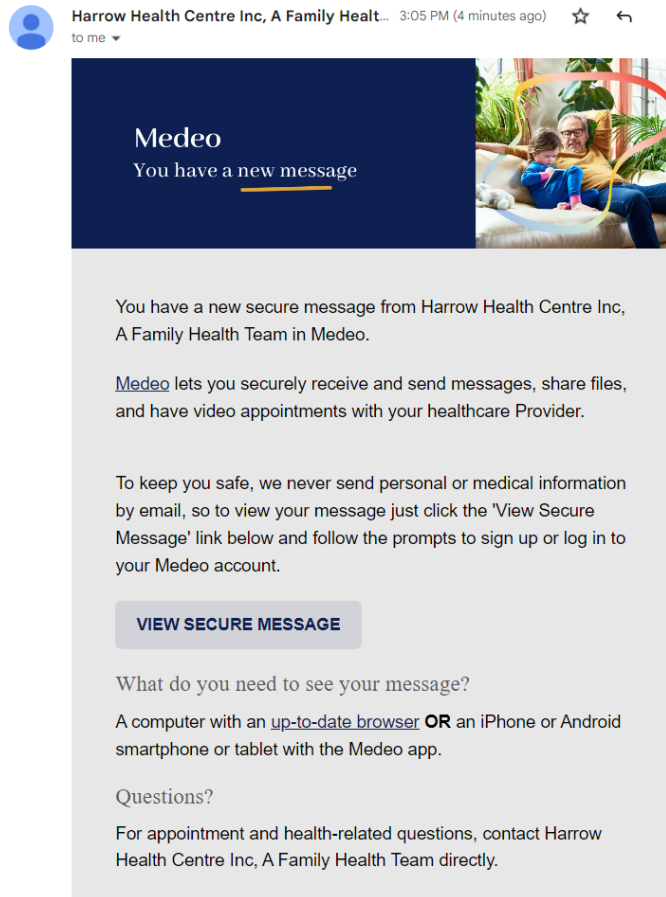 Harrow Health Centre Inc, A Family Healt... 3:05 PM (4 minutes ago)
to me
Medeo
You have a new message
You have a new secure message from Harrow Health Centre Inc,
A Family Health Team in Medeo.
Medeo lets you securely receive and send messages, share files,
and have video appointments with your healthcare Provider.
To keep you safe, we never send personal or medical information
by email, so to view your message just click the 'View Secure
Message' link below and follow the prompts to sign up or log in to
your Medeo account.
VIEW SECURE MESSAGE
What do you need to see your message?
A computer with an up-to-date browser OR an iPhone or Android
smartphone or tablet with the Medeo app.
Questions?
For appointment and health-related questions, contact Harrow
Health Centre Inc, A Family Health Team directly.